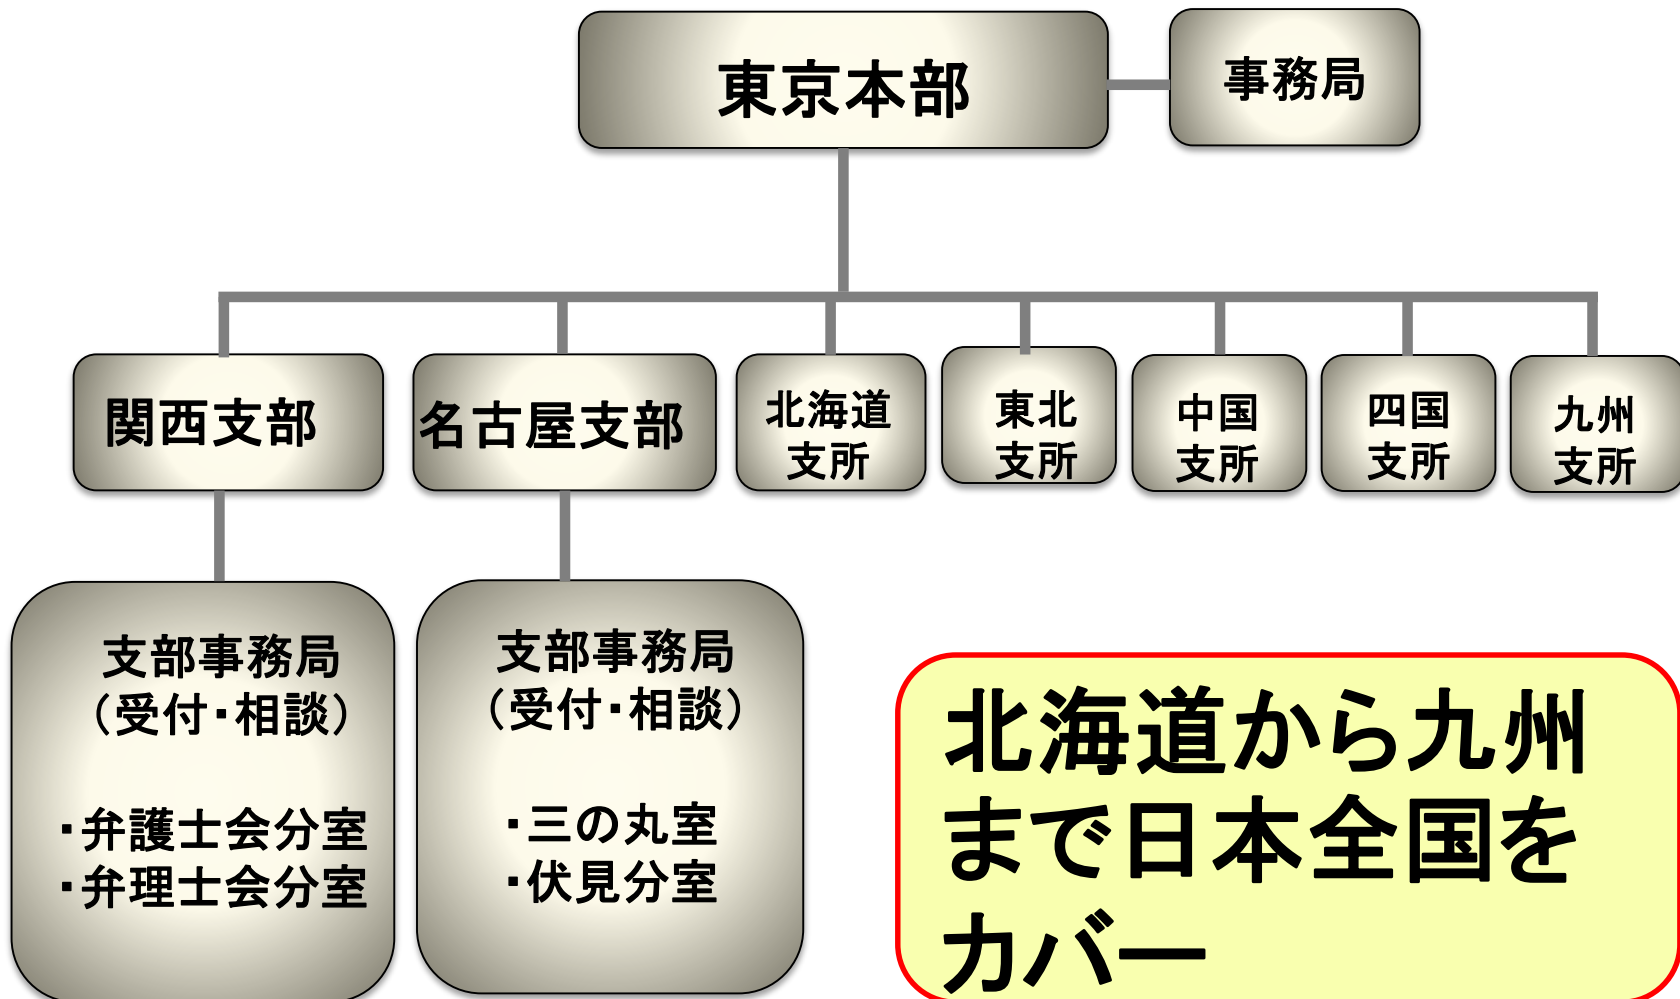 東京本部
事務局
関西支部
名古屋支部
北海道
支所
東北
支所
中国
支所
四国
支所
九州
支所
支部事務局
（受付・相談）
・弁護士会分室
・弁理士会分室
支部事務局
（受付・相談）
・三の丸室
・伏見分室
北海道から九州
まで日本全国を
カバー